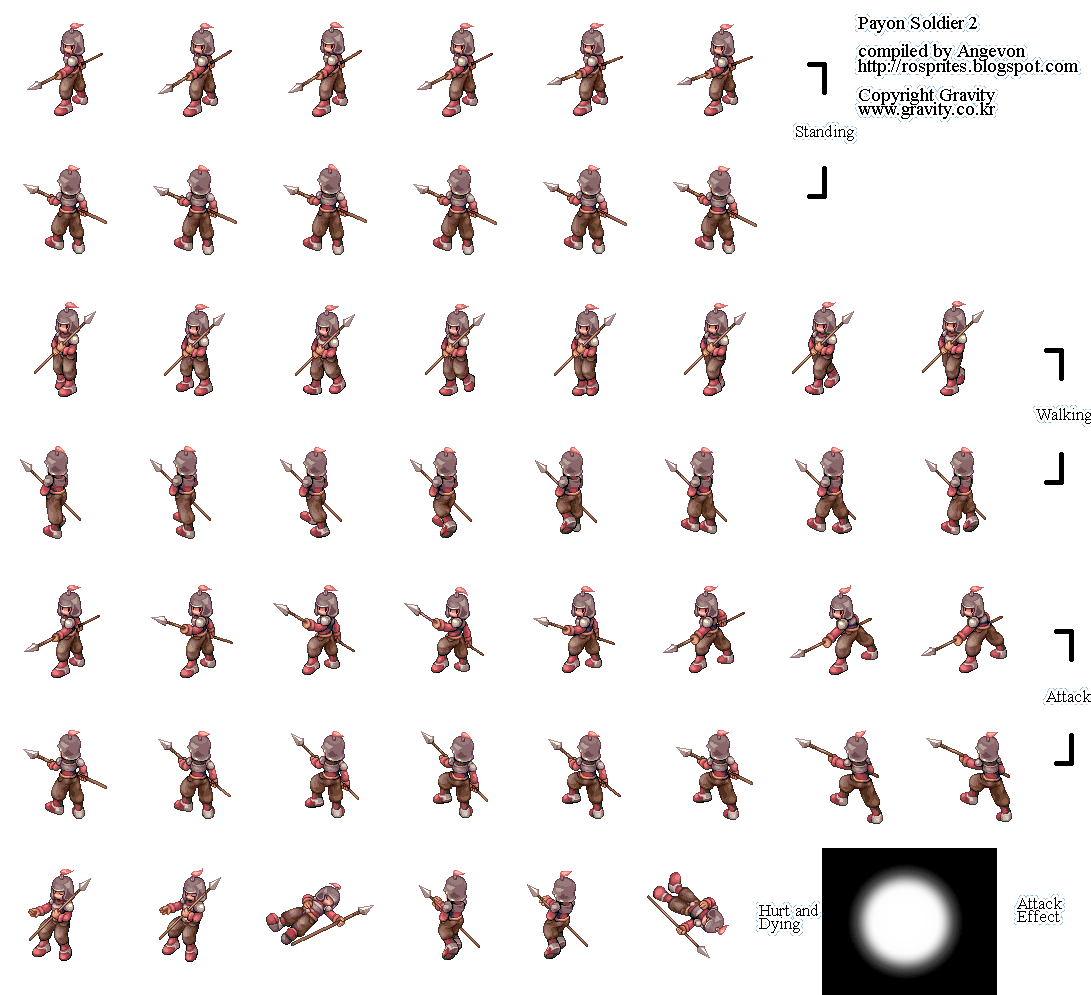 Payon Soldier 2
compiled by Angevon
http://rosprites.blogspot.com
Copyright Gravity
www.gravity.co.kr
Standing
Walking
Attack
Hurt and
Dying
Attack
Effect